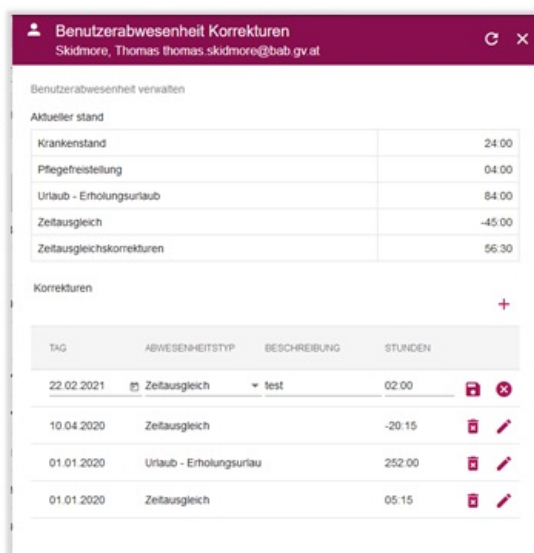 Benutzerabwesenheit Korrekturen
Skidmore, Thomas thomas.skidmore@bab.gv.at
Benutzerabwesenheit verwalten
Aktueller stand
Krankenstand 24:00
Pflegefreistellung 04:00
Urlaub - Erholungsurlaub 84:00
Zeitausgleich -45:00
Zeitausgleichskorrekturen 56:30
Korrekturen
TAG ABWESENHEITSTYP BESCHREIBUNG STUNDEN
22.02.2021 Zeitausgleich test 02:00
10.04.2020 Zeitausgleich -20:15
01.01.2020 Urlaub - Erholungsurlau 252:00
01.01.2020 Zeitausgleich 05:15